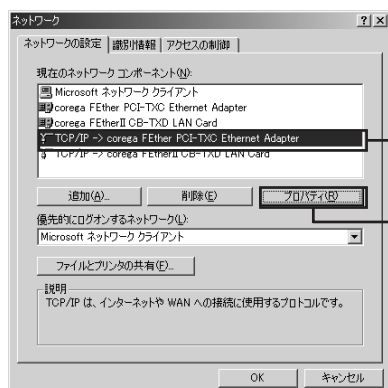 ネットワーク
ネットワークの設定 識別情報 アクセスの制御
現在のネットワーク コンポーネント(N):
Microsoft ネットワーク クライアント
corega FEther PCI-TXC Ethernet Adapter
corega FEtherII CB-TXD LAN Card
TCP/IP -> corega FEther PCI-TXC Ethernet Adapter
TCP/IP -> corega FEtherII CB-TXD LAN Card
追加(A)... 削除(E) プロパティ(R)
優先的にログオンするネットワーク(L):
Microsoft ネットワーク クライアント
ファイルとプリンタの共有(F)...
説明
TCP/IP は、インターネットや WAN への接続に使用するプロトコルです。
OK キャンセル